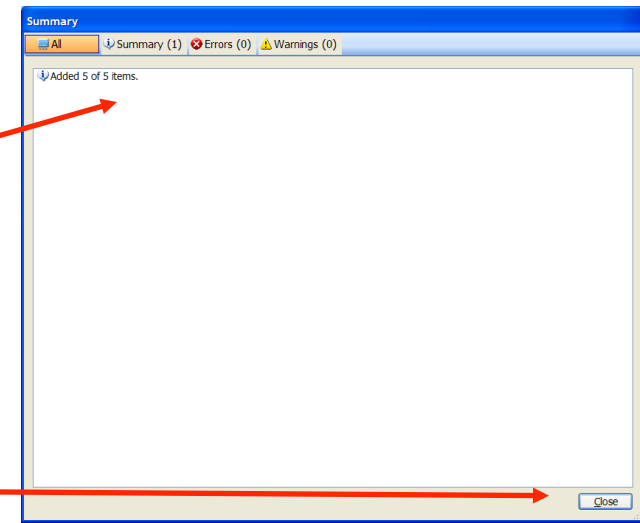 Summary
All Summary (1) Errors (0) Warnings (0)
Added 5 of 5 items.
Close